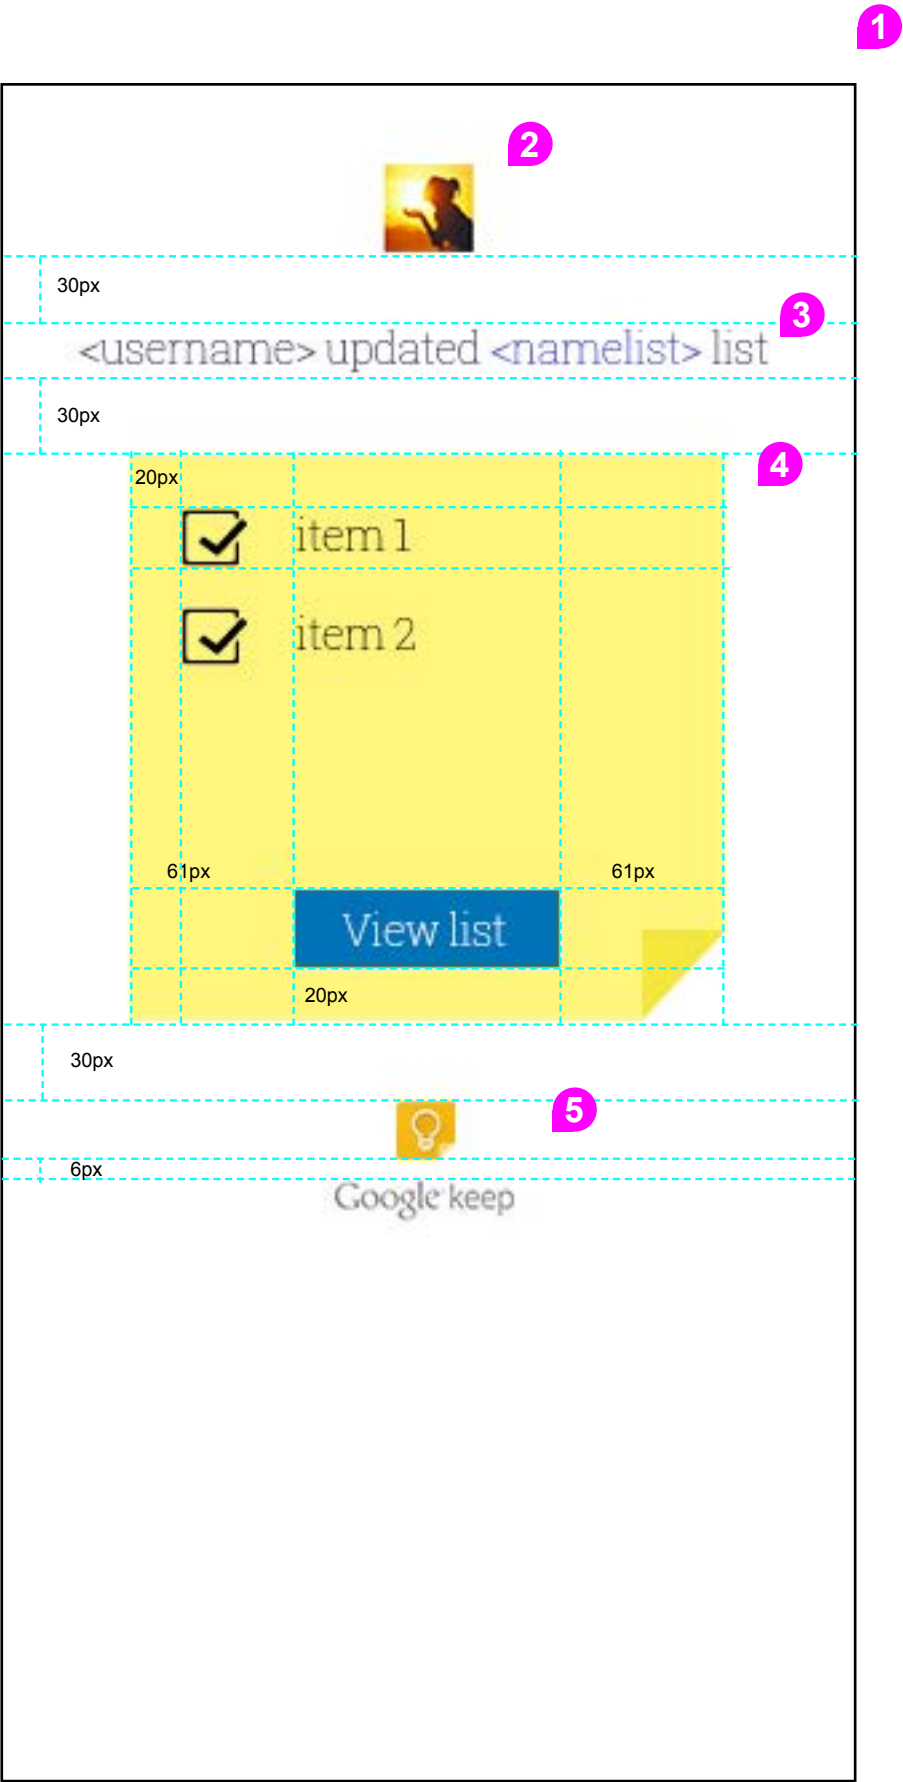 1
2
30px
3
<username> updated <namelist> list
30px
4
20px
item 1
item 2
61px 61px
View list
20px
30px
5
6px
Google keep